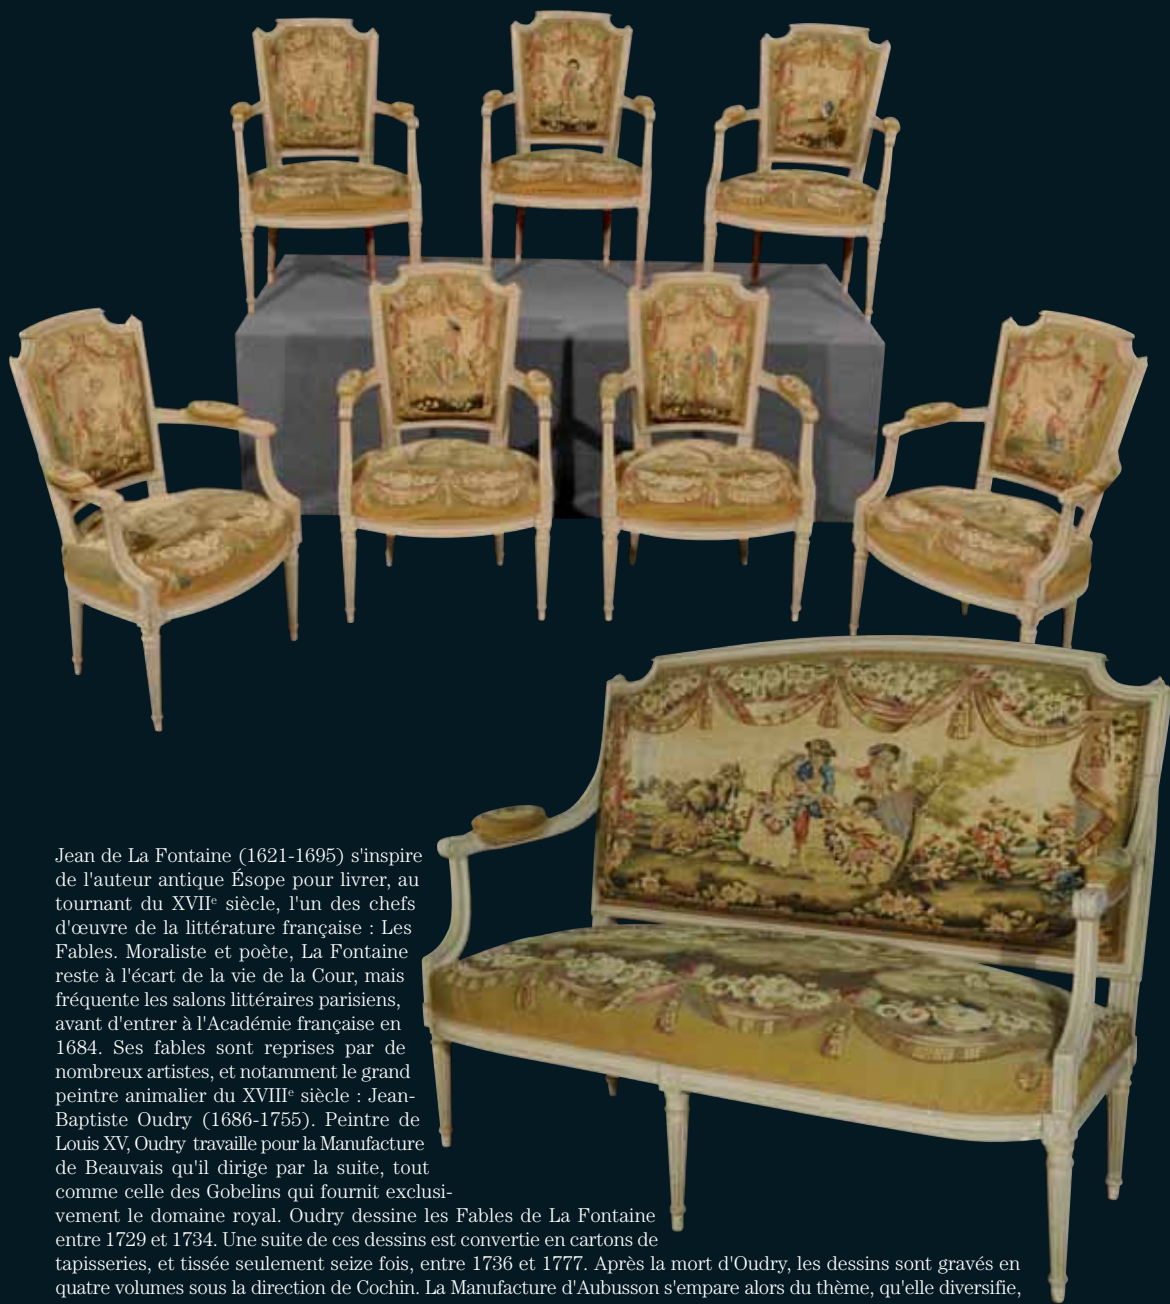 Jean de La Fontaine (1621-1695) s'inspire
de l'auteur antique Ésope pour livrer, au
tournant du XVIIᵉ siècle, l'un des chefs
d'œuvre de la littérature française : Les
Fables. Moraliste et poète, La Fontaine
reste à l'écart de la vie de la Cour, mais
fréquente les salons littéraires parisiens,
avant d'entrer à l'Académie française en
1684. Ses fables sont reprises par de
nombreux artistes, et notamment le grand
peintre animalier du XVIIIᵉ siècle : Jean-
Baptiste Oudry (1686-1755). Peintre de
Louis XV, Oudry travaille pour la Manufacture
de Beauvais qu'il dirige par la suite, tout
comme celle des Gobelins qui fournit exclusi-
vement le domaine royal. Oudry dessine les Fables de La Fontaine
entre 1729 et 1734. Une suite de ces dessins est convertie en cartons de
tapisseries, et tissée seulement seize fois, entre 1736 et 1777. Après la mort d'Oudry, les dessins sont gravés en
quatre volumes sous la direction de Cochin. La Manufacture d'Aubusson s'empare alors du thème, qu'elle diversifie,